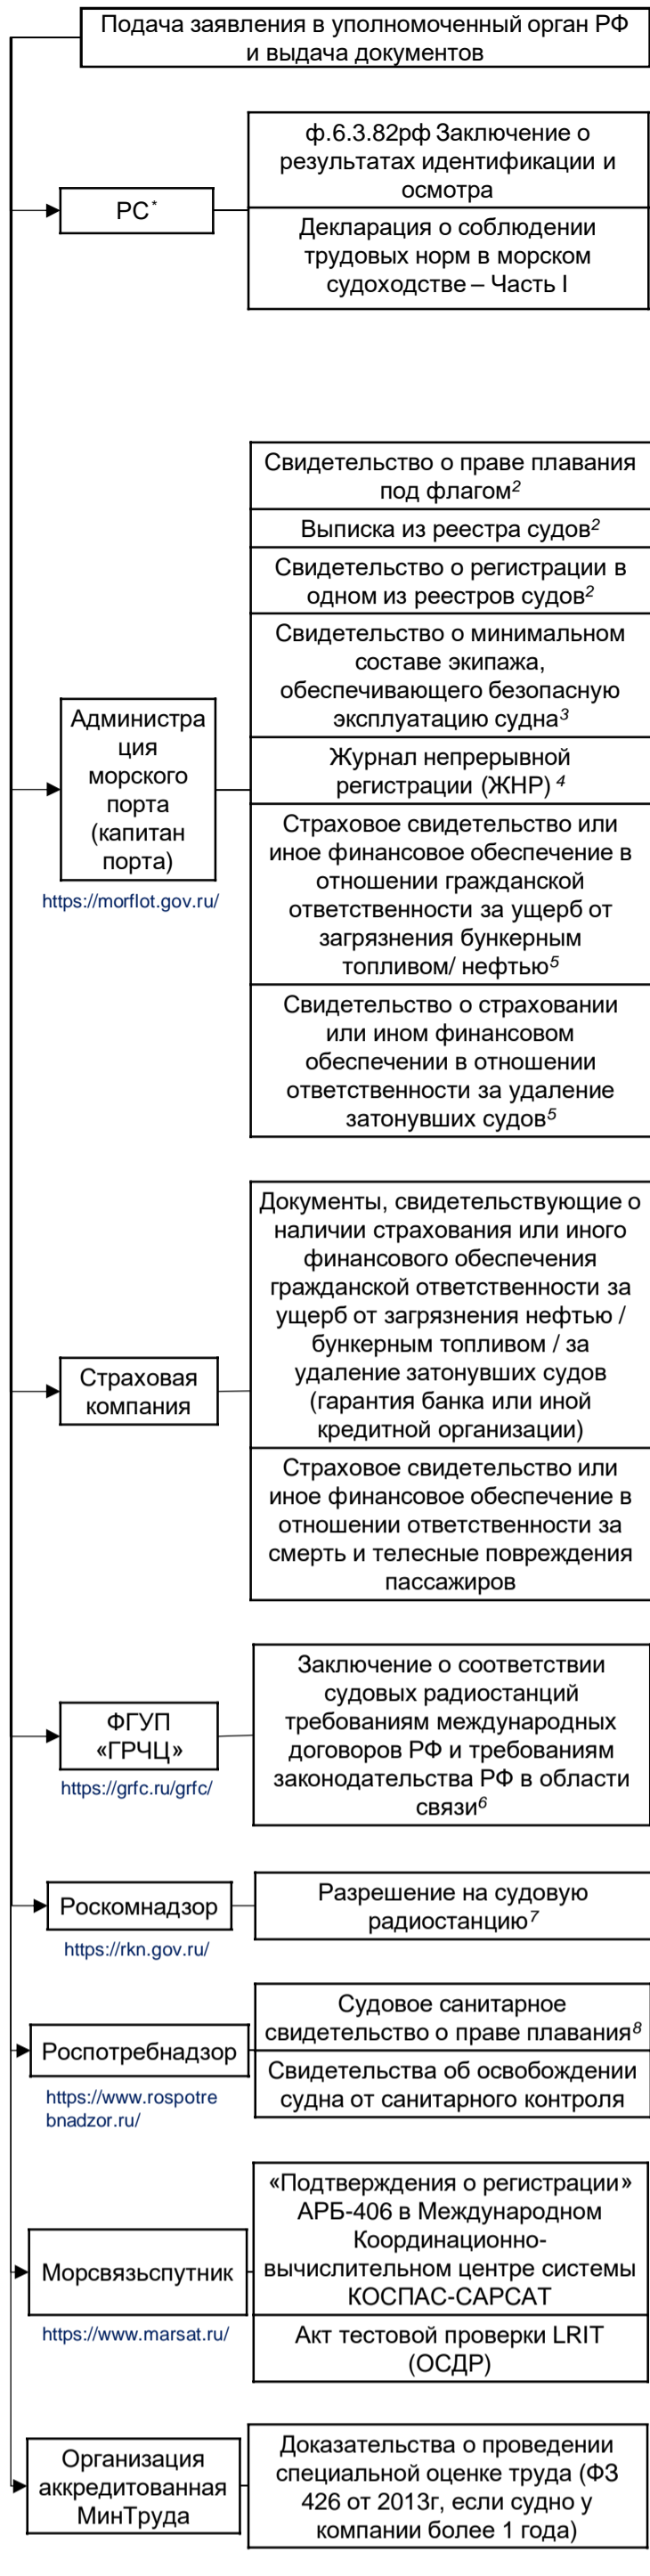 Подача заявления в уполномоченный орган РФ
и выдача документов
РС*
ф.6.3.82рф Заключение о
результатах идентификации и
осмотра
Декларация о соблюдении
трудовых норм в морском
судоходстве – Часть I
Администра
ция
морского
порта
(капитан
порта)
https://morflot.gov.ru/
Свидетельство о праве плавания
под флагом2
Выписка из реестра судов2
Свидетельство о регистрации в
одном из реестров судов2
Свидетельство о минимальном
составе экипажа,
обеспечивающего безопасную
эксплуатацию судна3
Журнал непрерывной
регистрации (ЖНР) 4
Страховое свидетельство или
иное финансовое обеспечение в
отношении гражданской
ответственности за ущерб от
загрязнения бункерным
топливом/ нефтью5
Свидетельство о страховании
или ином финансовом
обеспечении в отношении
ответственности за удаление
затонувших судов5
Страховая
компания
Документы, свидетельствующие о
наличии страхования или иного
финансового обеспечения
гражданской ответственности за
ущерб от загрязнения нефтью /
бункерным топливом / за
удаление затонувших судов
(гарантия банка или иной
кредитной организации)
Страховое свидетельство или
иное финансовое обеспечение в
отношении ответственности за
смерть и телесные повреждения
пассажиров
ФГУП
«ГРЧЦ»
https://grfc.ru/grfc/
Заключение о соответствии
судовых радиостанций
требованиям международных
договоров РФ и требованиям
законодательства РФ в области
связи6
Роскомнадзор
https://rkn.gov.ru/
Разрешение на судовую
радиостанцию7
Роспотребнадзор
https://www.rospotre
bnadzor.ru/
Судовое санитарное
свидетельство о праве плавания8
Свидетельства об освобождении
судна от санитарного контроля
Морсвязьспутник
https://www.marsat.ru/
«Подтверждения о регистрации»
АРБ-406 в Международном
Координационно-
вычислительном центре системы
КОСПАС-САРСАТ
Акт тестовой проверки LRIT
(ОСДР)
Организация
аккредитованная
МинТруда
Доказательства о проведении
специальной оценке труда (ФЗ
426 от 2013г, если судно у
компании более 1 года)